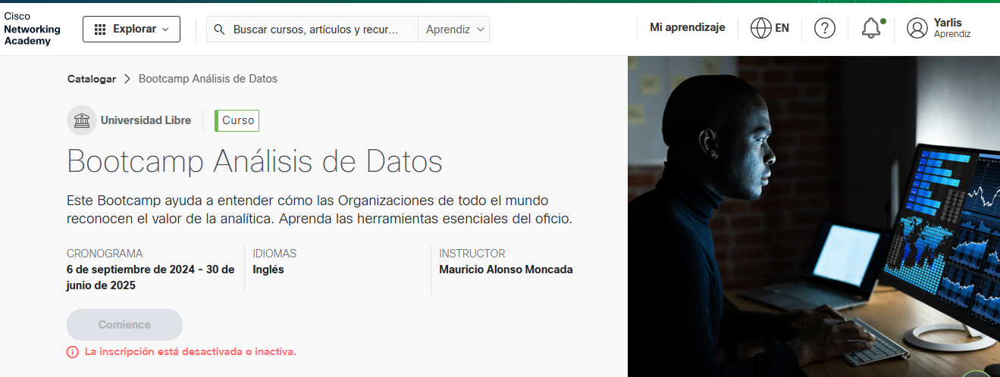 Cisco
Networking
Academy
Explorar
Buscar cursos, artículos y recur...
Aprendiz
Mi aprendizaje
EN
Yarlis
Aprendiz
Catalogar > Bootcamp Análisis de Datos
Universidad Libre
Curso
Bootcamp Análisis de Datos
Este Bootcamp ayuda a entender cómo las Organizaciones de todo el mundo
reconocen el valor de la analítica. Aprenda las herramientas esenciales del oficio.
CRONOGRAMA
6 de septiembre de 2024 - 30 de
junio de 2025
IDIOMAS
Inglés
INSTRUCTOR
Mauricio Alonso Moncada
Comience
La inscripción está desactivada o inactiva.